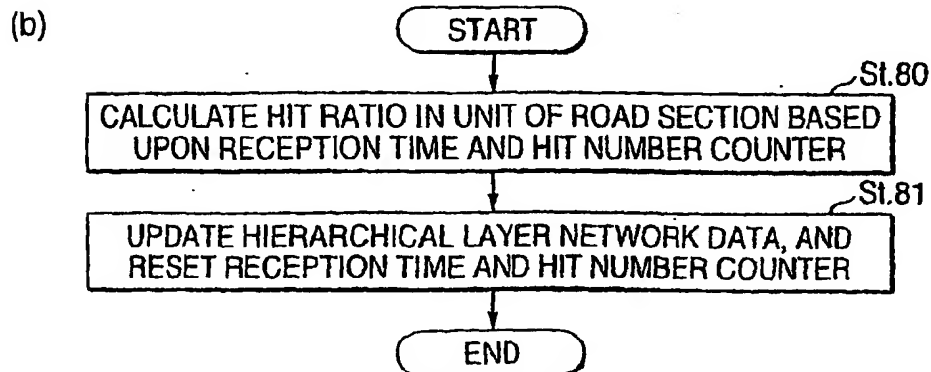 (b)
START
St.80
CALCULATE HIT RATIO IN UNIT OF ROAD SECTION BASED
UPON RECEPTION TIME AND HIT NUMBER COUNTER
St.81
UPDATE HIERARCHICAL LAYER NETWORK DATA, AND
RESET RECEPTION TIME AND HIT NUMBER COUNTER
END